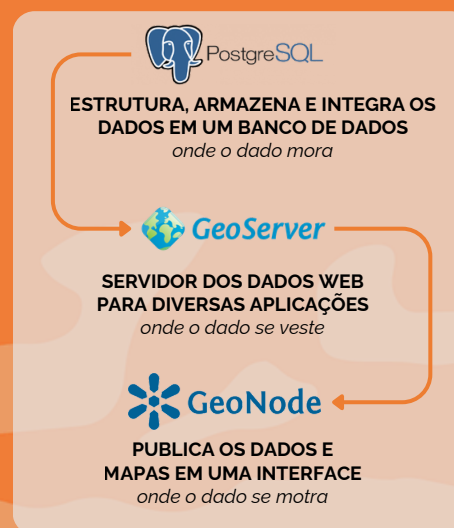 PostgreSQL
ESTRUTURA, ARMAZENA E INTEGRA OS
DADOS EM UM BANCO DE DADOS
onde o dado mora
GeoServer
SERVIDOR DOS DADOS WEB
PARA DIVERSAS APLICAÇÕES
onde o dado se veste
GeoNode
PUBLICA OS DADOS E
MAPAS EM UMA INTERFACE
onde o dado se motra